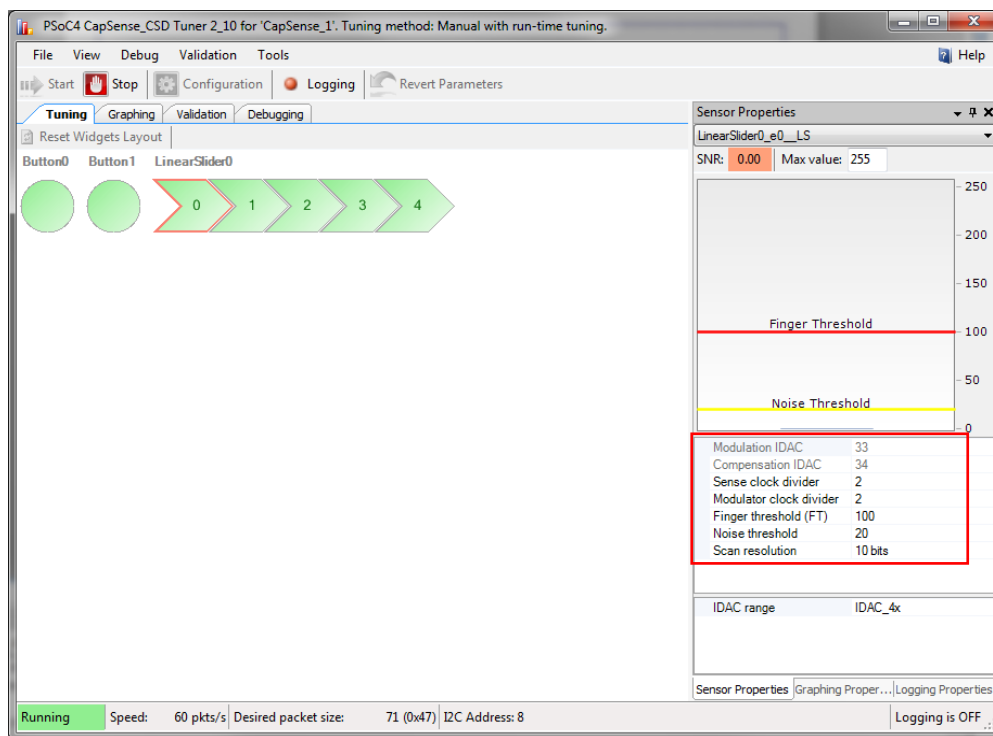 PSoC4 CapSense_CSD Tuner 2_10 for 'CapSense_1'. Tuning method: Manual with run-time tuning.
File View Debug Validation Tools Help
Start Stop Configuration Logging Revert Parameters
Tuning Graphing Validation Debugging
Reset Widgets Layout
Button0 Button1 LinearSlider0
0 1 2 3 4
Sensor Properties
LinearSlider0_e0__LS
SNR: 0.00 Max value: 255
250
200
150
Finger Threshold
100
50
Noise Threshold
0
Modulation IDAC 33
Compensation IDAC 34
Sense clock divider 2
Modulator clock divider 2
Finger threshold (FT) 100
Noise threshold 20
Scan resolution 10 bits
IDAC range IDAC_4x
Sensor Properties Graphing Proper... Logging Properties
Running Speed: 60 pkts/s Desired packet size: 71 (0x47) I2C Address: 8 Logging is OFF